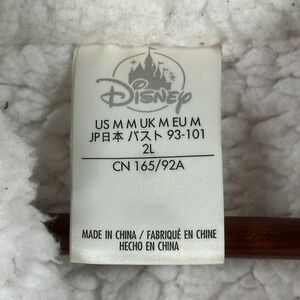 Disney
US M M UK M EU M
JP日本 バスト 93-101
2L
CN 165/92A
MADE IN CHINA / FABRIQUÉ EN CHINE
HECHO EN CHINA